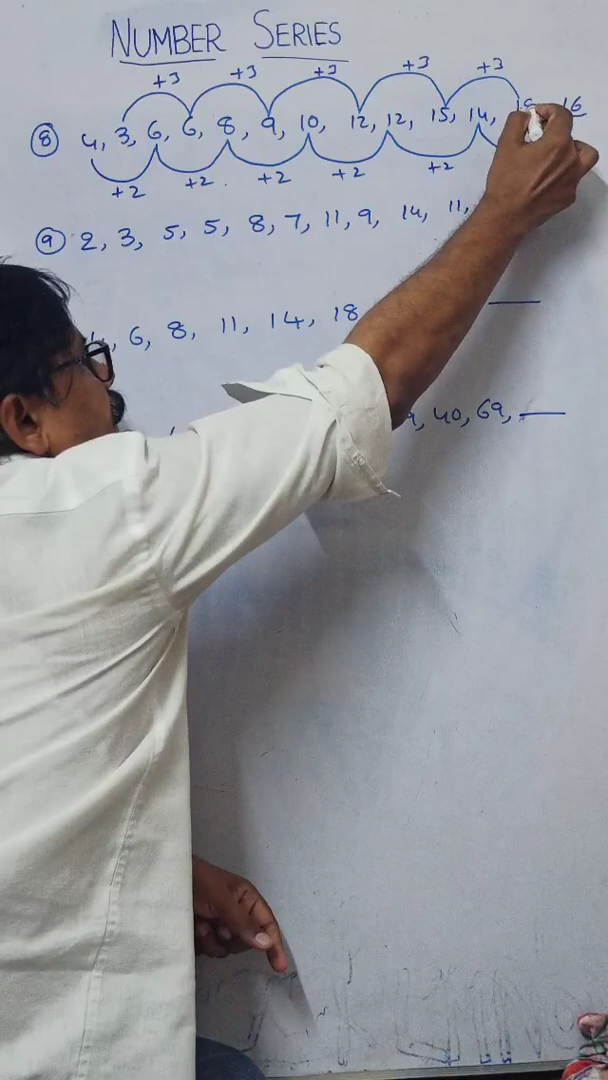 NUMBER SERIES
+3 +3 +3 +3 +3
⑧ 4, 3, 6, 6, 8, 9, 10, 12, 12, 15, 14, 18 16
+2 +2 +2 +2 +2
⑨ 2, 3, 5, 5, 8, 7, 11, 9, 14, 11,
6, 8, 11, 14, 18
40, 69,